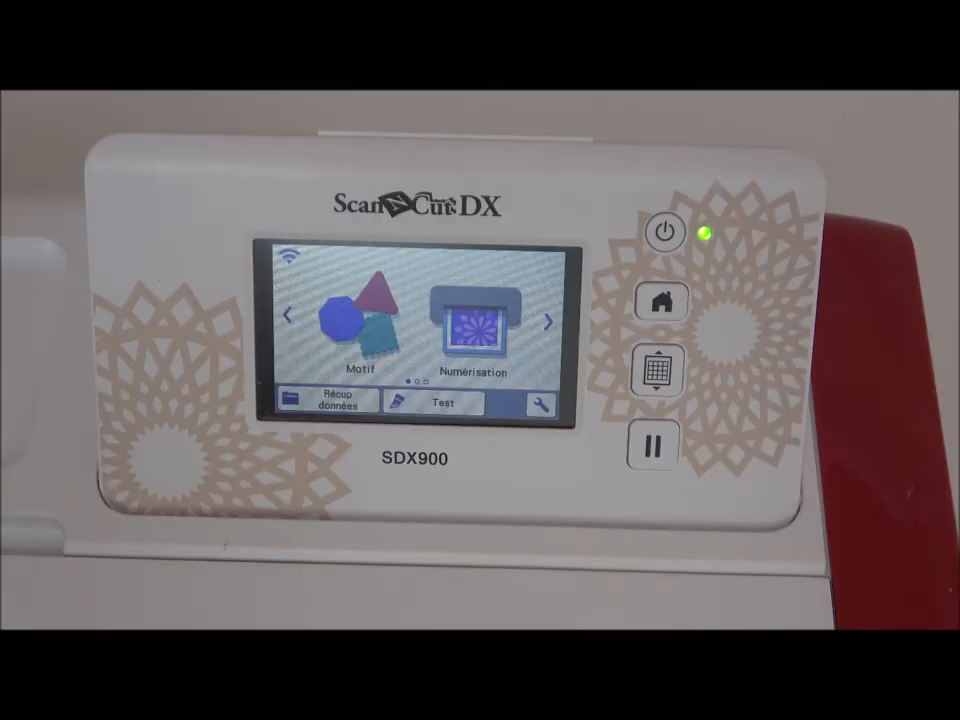 ScanNCut DX
Motif
Numérisation
Récup
données
Test
SDX900